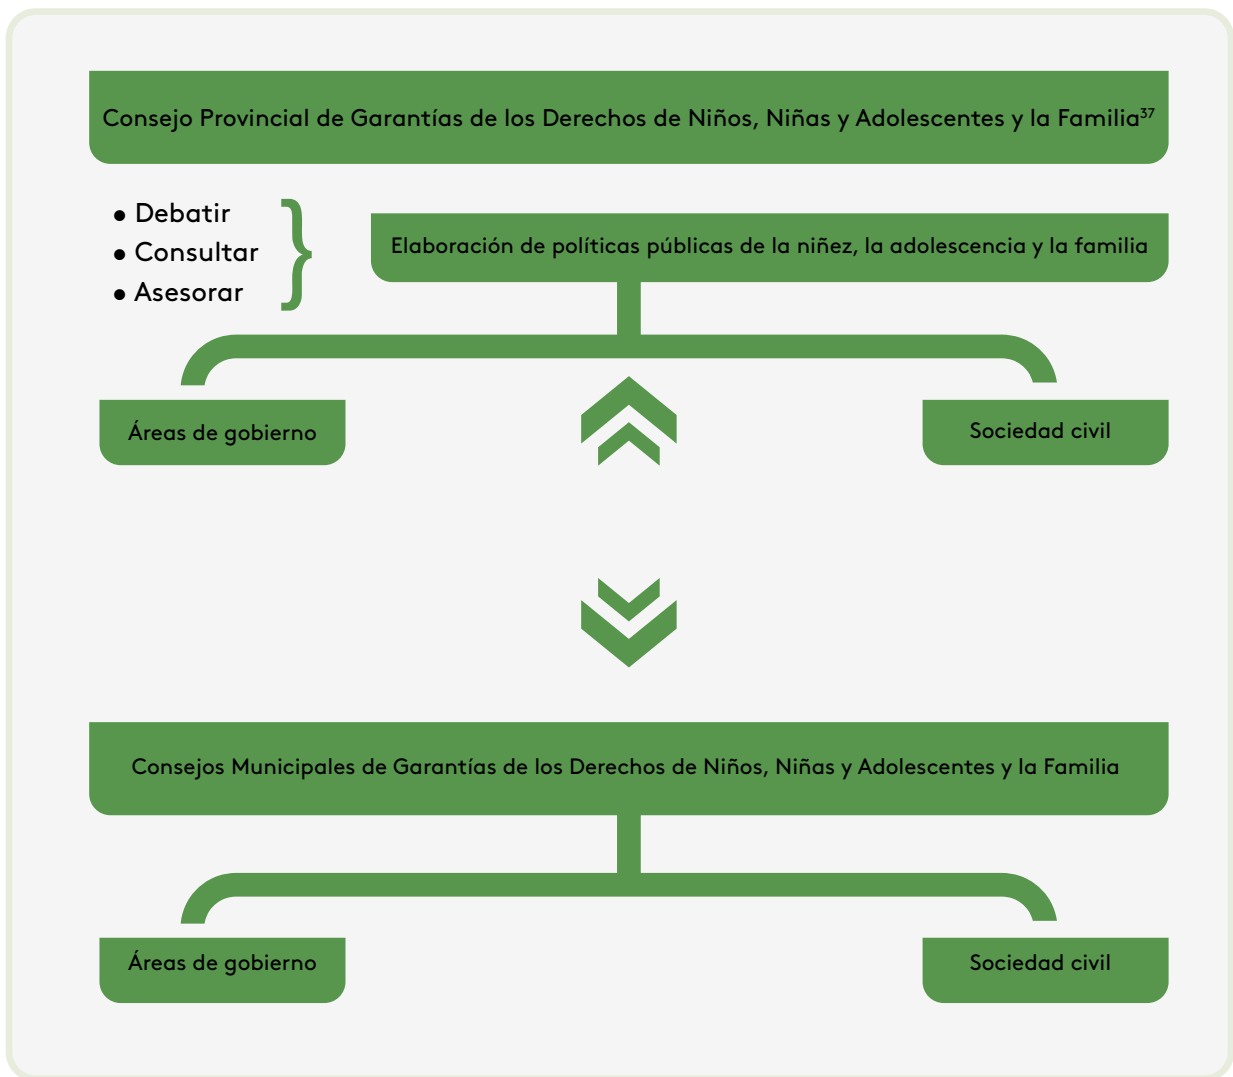 Consejo Provincial de Garantías de los Derechos de Niños, Niñas y Adolescentes y la Familia³⁷
• Debatir
• Consultar
• Asesorar
Elaboración de políticas públicas de la niñez, la adolescencia y la familia
Áreas de gobierno
Sociedad civil
Consejos Municipales de Garantías de los Derechos de Niños, Niñas y Adolescentes y la Familia
Áreas de gobierno
Sociedad civil